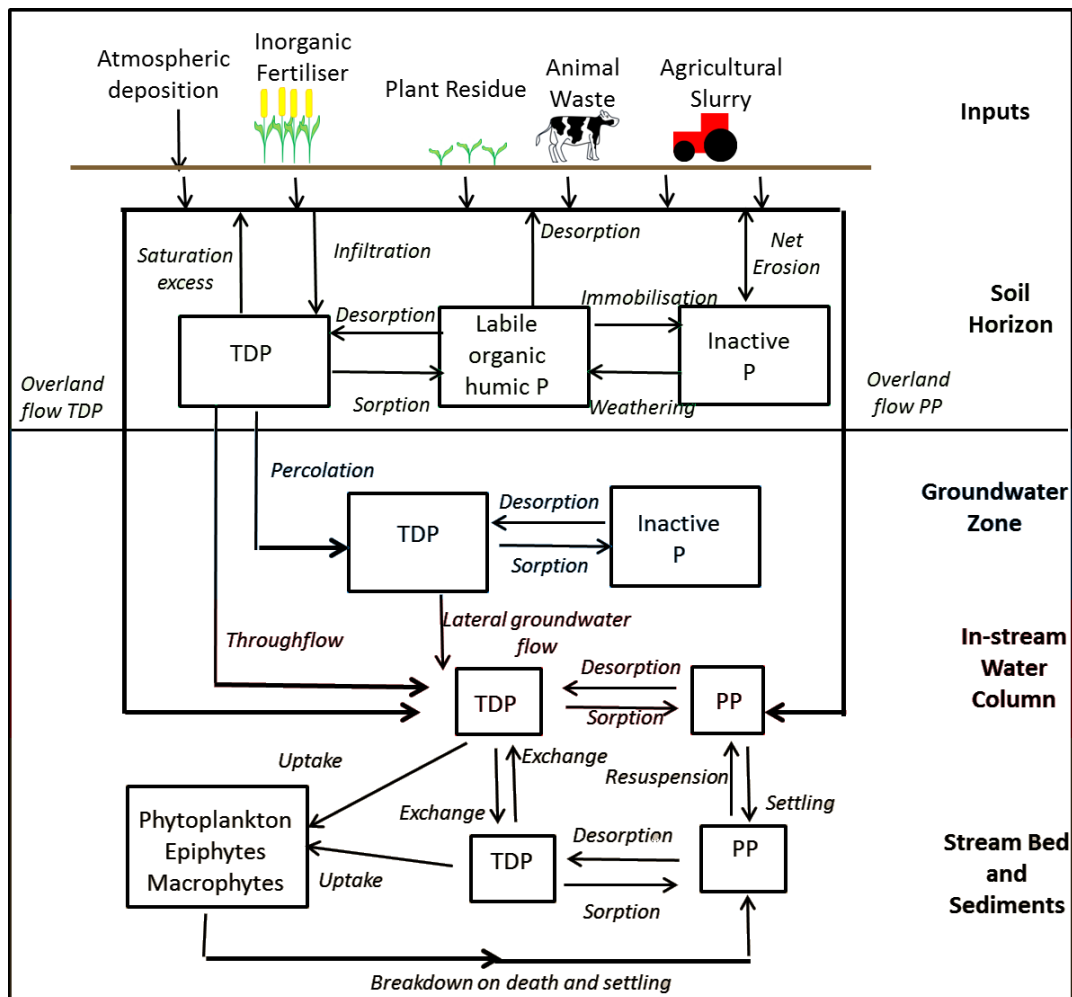 Atmospheric
deposition
Inorganic
Fertiliser
Plant Residue
Animal
Waste
Agricultural
Slurry
Inputs
Saturation
excess
Infiltration
Desorption
Net
Erosion
Soil
Horizon
Desorption
Immobilisation
TDP
Labile
organic
humic P
Inactive
P
Sorption
Weathering
Overland
flow TDP
Overland
flow PP
Percolation
Groundwater
Zone
TDP
Desorption
Sorption
Inactive
P
Throughflow
Lateral groundwater
flow
In-stream
Water
Column
TDP
Desorption
Sorption
PP
Uptake
Exchange
Exchange
Resuspension
Settling
Phytoplankton
Epiphytes
Macrophytes
Uptake
TDP
Desorption
Sorption
PP
Stream Bed
and
Sediments
Breakdown on death and settling